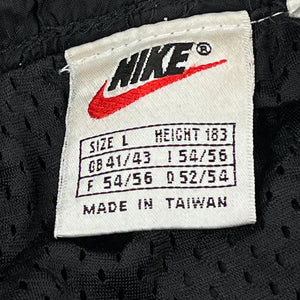 NIKE®
SIZE L HEIGHT 183
GB 41/43 I 54/56
F 54/56 D 52/54
MADE IN TAIWAN